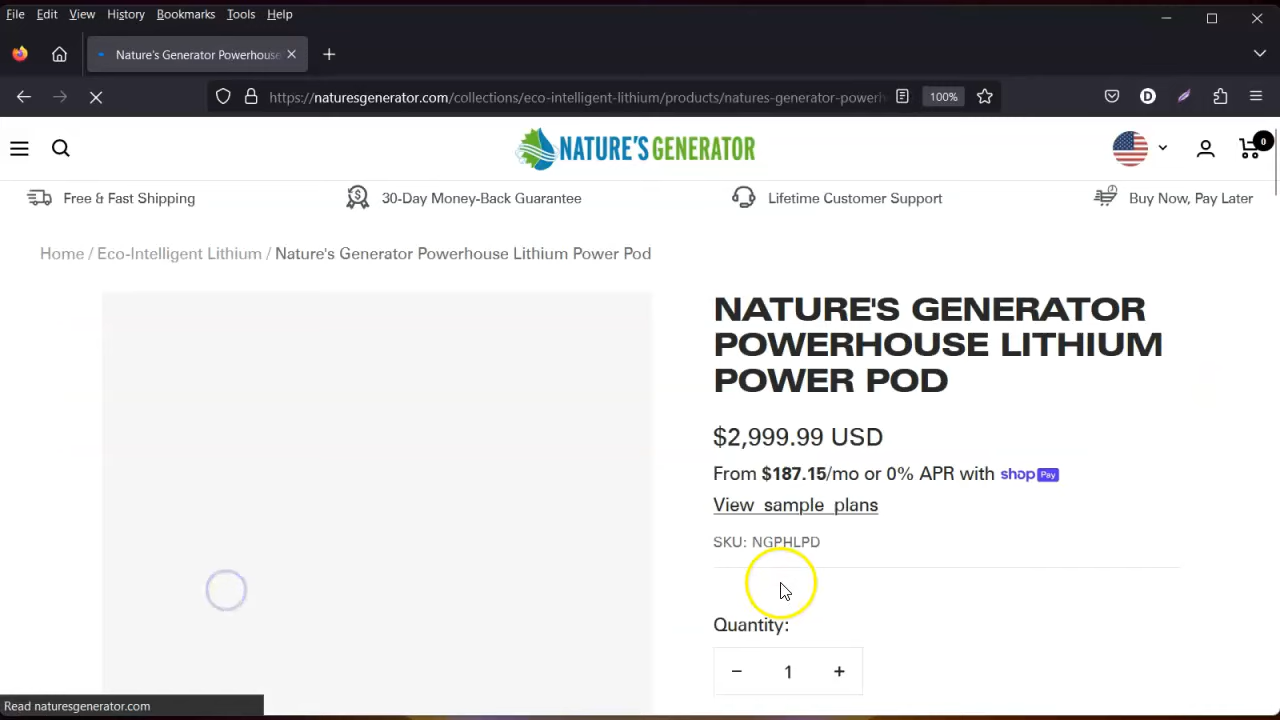 File Edit View History Bookmarks Tools Help
Nature's Generator Powerhouse
https://naturesgenerator.com/collections/eco-intelligent-lithium/products/natures-generator-powerh
100%
NATURE'S GENERATOR
0
Free & Fast Shipping
30-Day Money-Back Guarantee
Lifetime Customer Support
Buy Now, Pay Later
Home / Eco-Intelligent Lithium / Nature's Generator Powerhouse Lithium Power Pod
NATURE'S GENERATOR
POWERHOUSE LITHIUM
POWER POD
$2,999.99 USD
From $187.15/mo or 0% APR with shop Pay
View sample plans
SKU: NGPHLPD
Quantity:
− 1 +
Read naturesgenerator.com